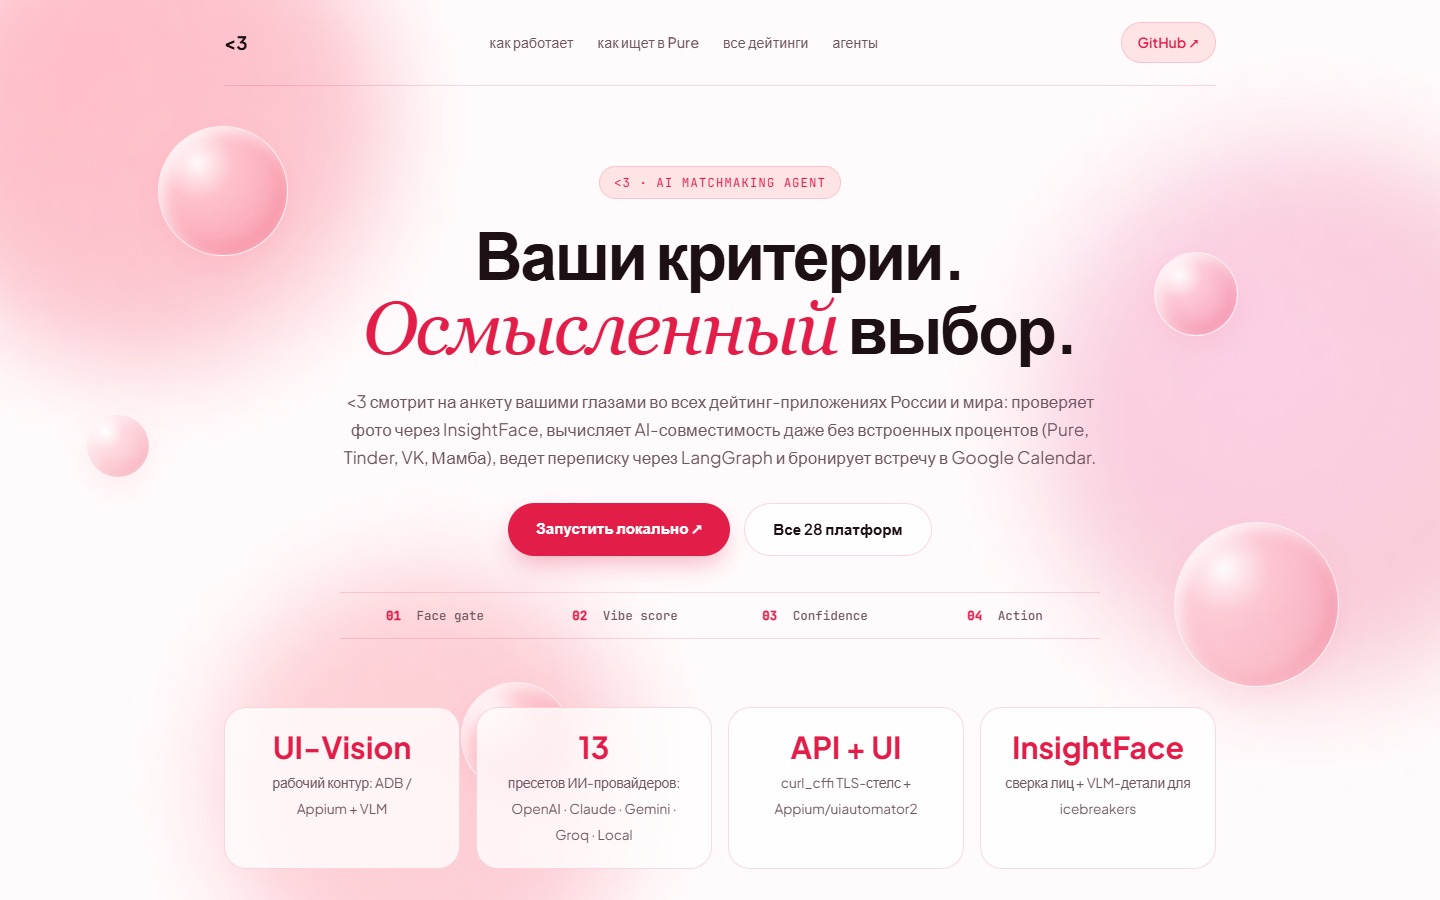 <3
как работает
как ищет в Pure
все дейтинги
агенты
GitHub ↗
<3 · AI MATCHMAKING AGENT
Ваши критерии.
Осмысленный выбор.
<3 смотрит на анкету вашими глазами во всех дейтинг-приложениях России и мира: проверяет
фото через InsightFace, вычисляет AI-совместимость даже без встроенных процентов (Pure,
Tinder, VK, Мамба), ведет переписку через LangGraph и бронирует встречу в Google Calendar.
Запустить локально ↗
Все 28 платформ
01 Face gate
02 Vibe score
03 Confidence
04 Action
UI-Vision
рабочий контур: ADB /
Appium + VLM
13
пресетов ИИ-провайдеров:
OpenAI · Claude · Gemini ·
Groq · Local
API + UI
curl_cffi TLS-стелс +
Appium/uiautomator2
InsightFace
сверка лиц + VLM-детали для
icebreakers